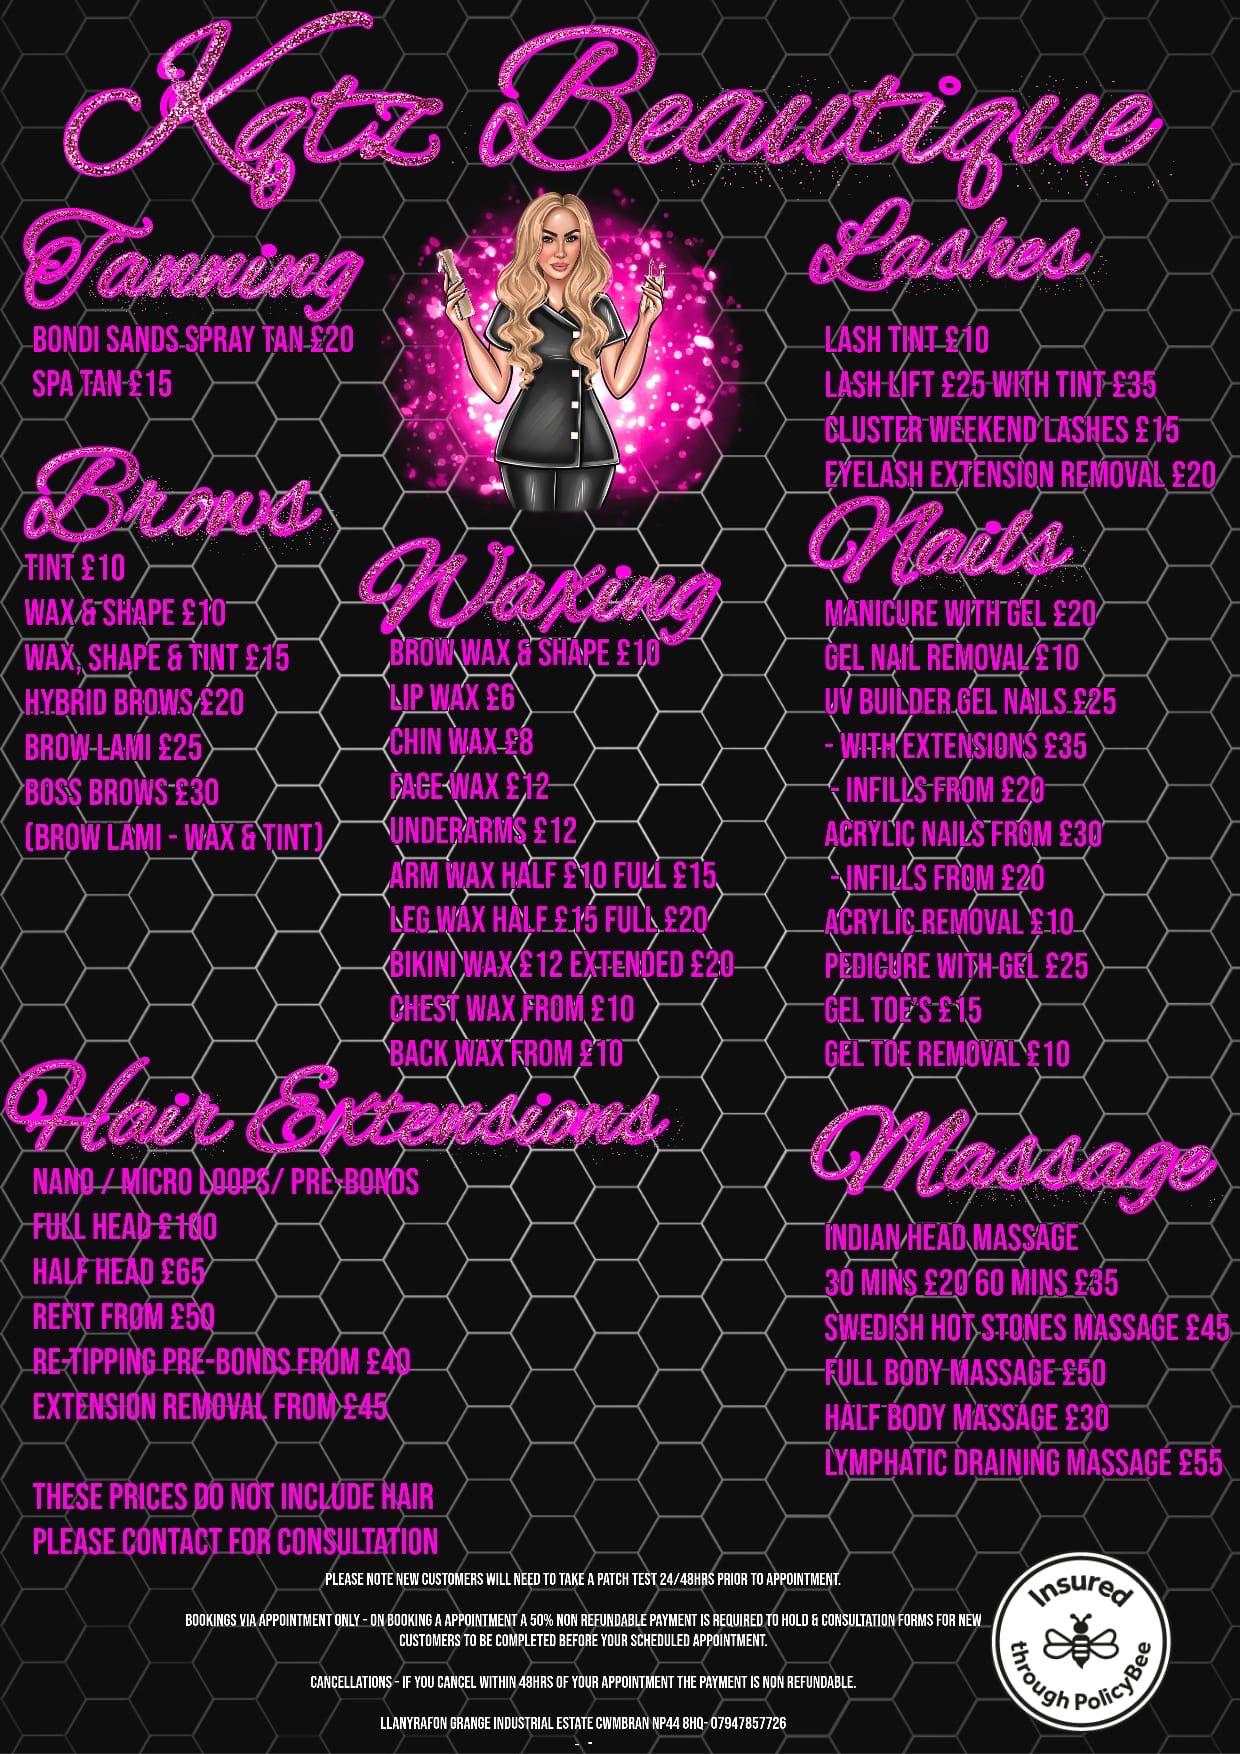 Kqtz Beautique
Tanning
BONDI SANDS SPRAY TAN £20
SPA TAN £15
Brows
TINT £10
WAX & SHAPE £10
WAX, SHAPE & TINT £15
HYBRID BROWS £20
BROW LAMI £25
BOSS BROWS £30
(BROW LAMI - WAX & TINT)
Waxing
BROW WAX & SHAPE £10
LIP WAX £6
CHIN WAX £8
FACE WAX £12
UNDERARMS £12
ARM WAX HALF £10 FULL £15
LEG WAX HALF £15 FULL £20
BIKINI WAX £12 EXTENDED £20
CHEST WAX FROM £10
BACK WAX FROM £10
Lashes
LASH TINT £10
LASH LIFT £25 WITH TINT £35
CLUSTER WEEKEND LASHES £15
EYELASH EXTENSION REMOVAL £20
Nails
MANICURE WITH GEL £20
GEL NAIL REMOVAL £10
UV BUILDER GEL NAILS £25
- WITH EXTENSIONS £35
- INFILLS FROM £20
ACRYLIC NAILS FROM £30
- INFILLS FROM £20
ACRYLIC REMOVAL £10
PEDICURE WITH GEL £25
GEL TOE'S £15
GEL TOE REMOVAL £10
Hair Extensions
NANO / MICRO LOOPS/ PRE-BONDS
FULL HEAD £100
HALF HEAD £65
REFIT FROM £50
RE-TIPPING PRE-BONDS FROM £40
EXTENSION REMOVAL FROM £45
THESE PRICES DO NOT INCLUDE HAIR
PLEASE CONTACT FOR CONSULTATION
Massage
INDIAN HEAD MASSAGE
30 MINS £20 60 MINS £35
SWEDISH HOT STONES MASSAGE £45
FULL BODY MASSAGE £50
HALF BODY MASSAGE £30
LYMPHATIC DRAINING MASSAGE £55
PLEASE NOTE NEW CUSTOMERS WILL NEED TO TAKE A PATCH TEST 24/48HRS PRIOR TO APPOINTMENT.
BOOKINGS VIA APPOINTMENT ONLY - ON BOOKING A APPOINTMENT A 50% NON REFUNDABLE PAYMENT IS REQUIRED TO HOLD & CONSULTATION FORMS FOR NEW
CUSTOMERS TO BE COMPLETED BEFORE YOUR SCHEDULED APPOINTMENT.
CANCELLATIONS - IF YOU CANCEL WITHIN 48HRS OF YOUR APPOINTMENT THE PAYMENT IS NON REFUNDABLE.
LLANYRAFON GRANGE INDUSTRIAL ESTATE CWMBRAN NP44 8HQ- 07947857726
- -
Insured
through PolicyBee